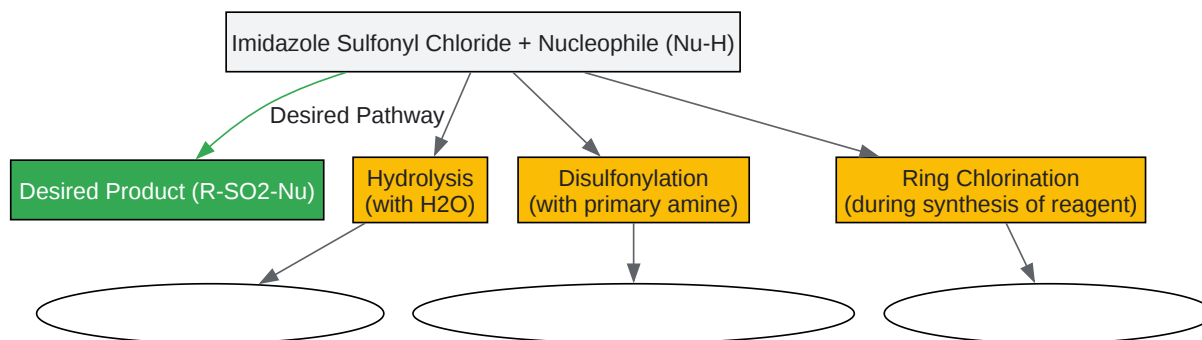 Imidazole Sulfonyl Chloride + Nucleophile (Nu-H)
Desired Pathway
Desired Product (R-SO2-Nu)
Hydrolysis
(with H2O)
Disulfonylation
(with primary amine)
Ring Chlorination
(during synthesis of reagent)